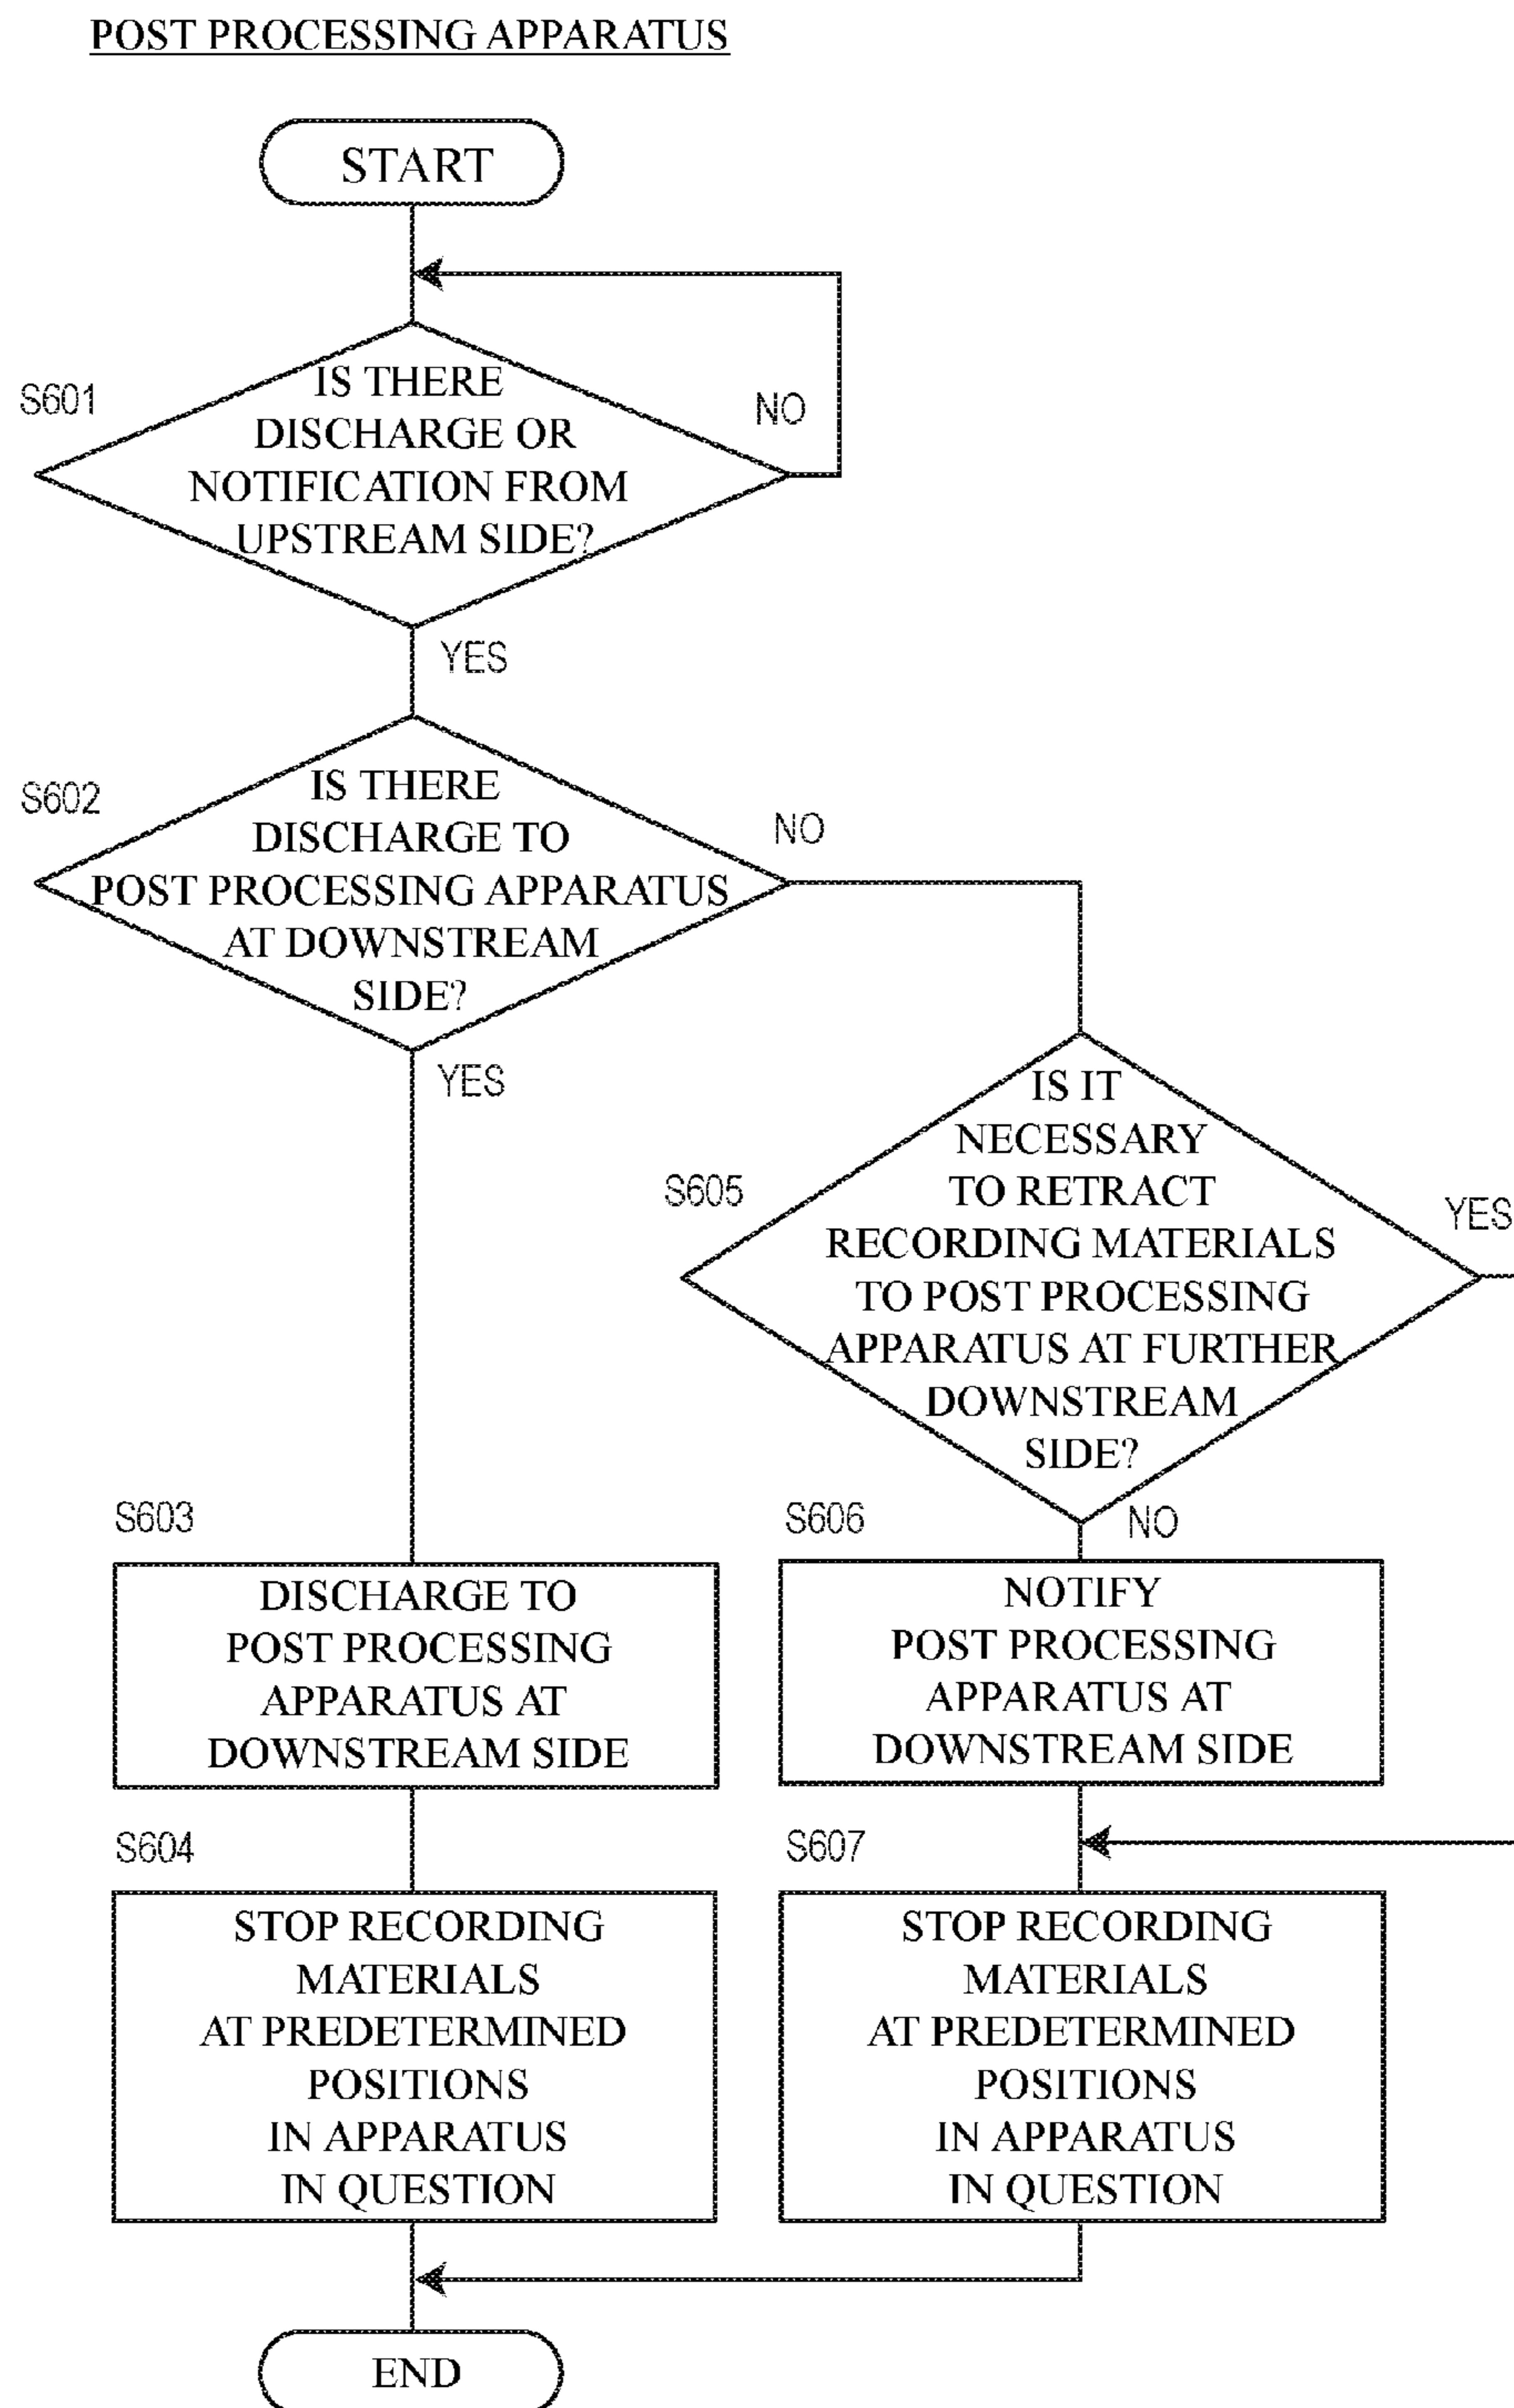 POST PROCESSING APPARATUS
START
S601
IS THERE
DISCHARGE OR
NOTIFICATION FROM
UPSTREAM SIDE?
NO
YES
S602
IS THERE
DISCHARGE TO
POST PROCESSING APPARATUS
AT DOWNSTREAM
SIDE?
NO
YES
S605
IS IT
NECESSARY
TO RETRACT
RECORDING MATERIALS
TO POST PROCESSING
APPARATUS AT FURTHER
DOWNSTREAM
SIDE?
YES
NO
S603
DISCHARGE TO
POST PROCESSING
APPARATUS AT
DOWNSTREAM SIDE
S606
NOTIFY
POST PROCESSING
APPARATUS AT
DOWNSTREAM SIDE
S604
STOP RECORDING
MATERIALS
AT PREDETERMINED
POSITIONS
IN APPARATUS
IN QUESTION
S607
STOP RECORDING
MATERIALS
AT PREDETERMINED
POSITIONS
IN APPARATUS
IN QUESTION
END